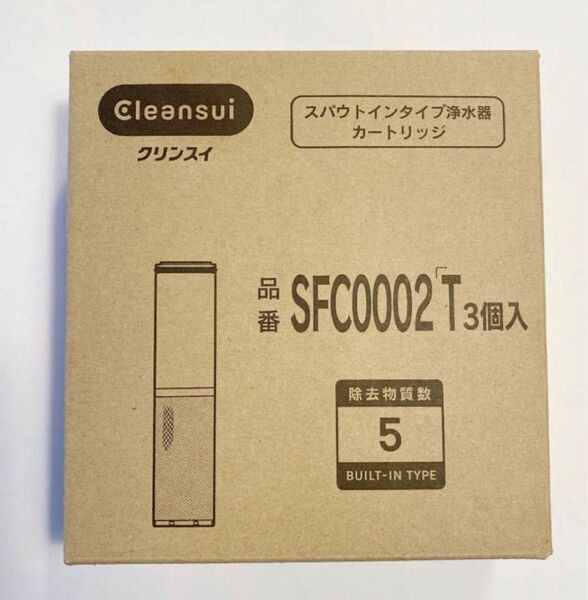 Cleansui
クリンスイ
スパウトインタイプ浄水器
カートリッジ
品番 SFC0002「T 3個入
除去物質数
5
BUILT-IN TYPE